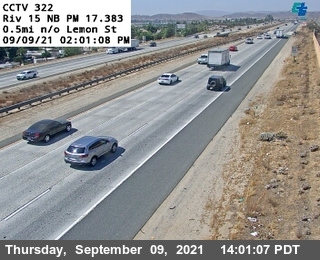 CCTV 322
Riv 15 NB PM 17.383
0.5mi n/o Lemon St
09/09/21 02:01:08 PM
Thursday, September 09, 2021 14:01:07 PDT